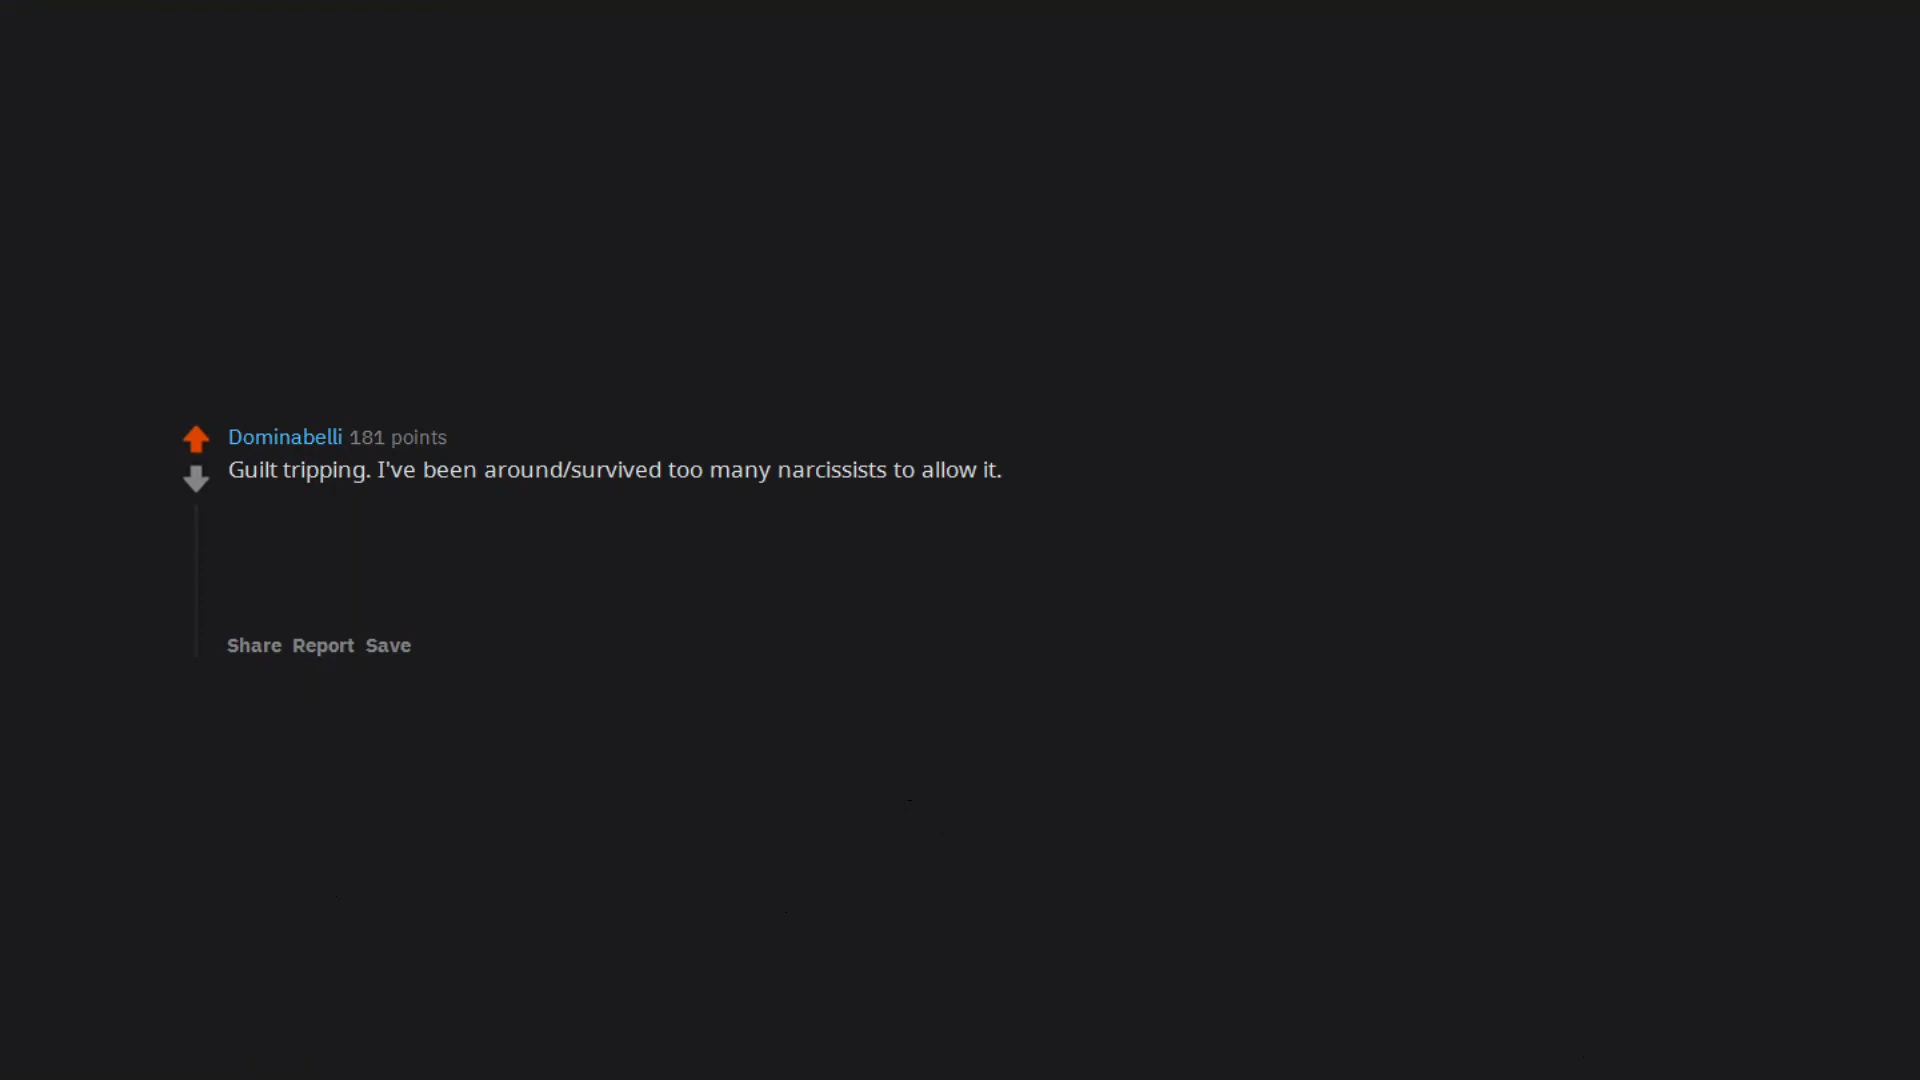 Dominabelli 181 points
Guilt tripping. I've been around/survived too many narcissists to allow it.
Share Report Save